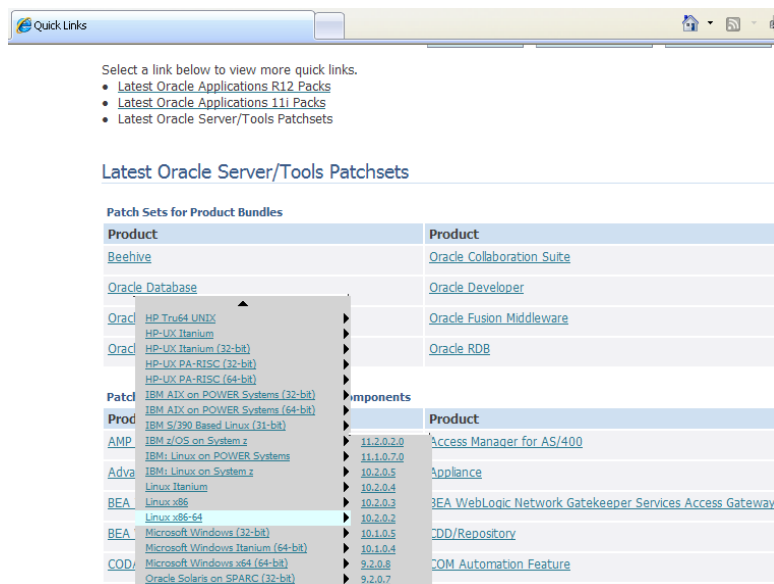 Quick Links
Select a link below to view more quick links.
Latest Oracle Applications R12 Packs
Latest Oracle Applications 11i Packs
Latest Oracle Server/Tools Patchsets
Latest Oracle Server/Tools Patchsets
Patch Sets for Product Bundles
Product Product
Beehive Oracle Collaboration Suite
Oracle Database Oracle Developer
Oracl Oracle Fusion Middleware
Oracl Oracle RDB
HP Tru64 UNIX
HP-UX Itanium
HP-UX Itanium (32-bit)
HP-UX PA-RISC (32-bit)
HP-UX PA-RISC (64-bit)
IBM AIX on POWER Systems (32-bit)
IBM AIX on POWER Systems (64-bit)
IBM S/390 Based Linux (31-bit)
IBM z/OS on System z
IBM: Linux on POWER Systems
IBM: Linux on System z
Linux Itanium
Linux x86
Linux x86-64
Microsoft Windows (32-bit)
Microsoft Windows Itanium (64-bit)
Microsoft Windows x64 (64-bit)
Oracle Solaris on SPARC (32-bit)
11.2.0.2.0
11.1.0.7.0
10.2.0.5
10.2.0.4
10.2.0.3
10.2.0.2
10.1.0.5
10.1.0.4
9.2.0.8
9.2.0.7
Patch mponents
Prod Product
AMP Access Manager for AS/400
Adva Appliance
BEA BEA WebLogic Network Gatekeeper Services Access Gateway
BEA CDD/Repository
CODA COM Automation Feature